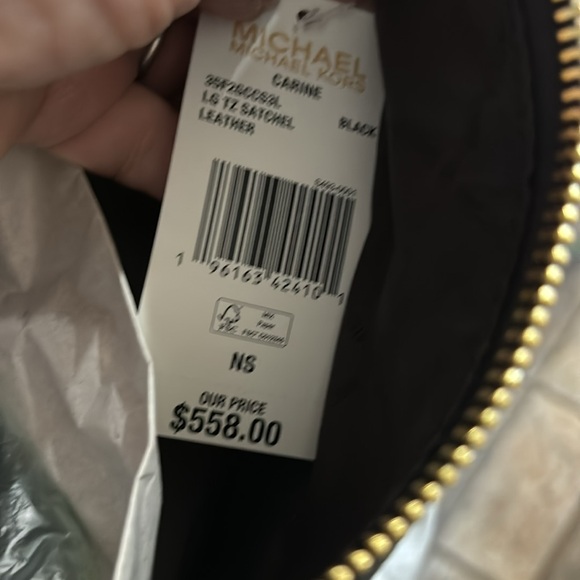 MICHAEL
MICHAEL KORS
CARINE
LG TZ SATCHEL
LEATHER BLACK
1 96163 42410 1
NS
OUR PRICE
$558.00